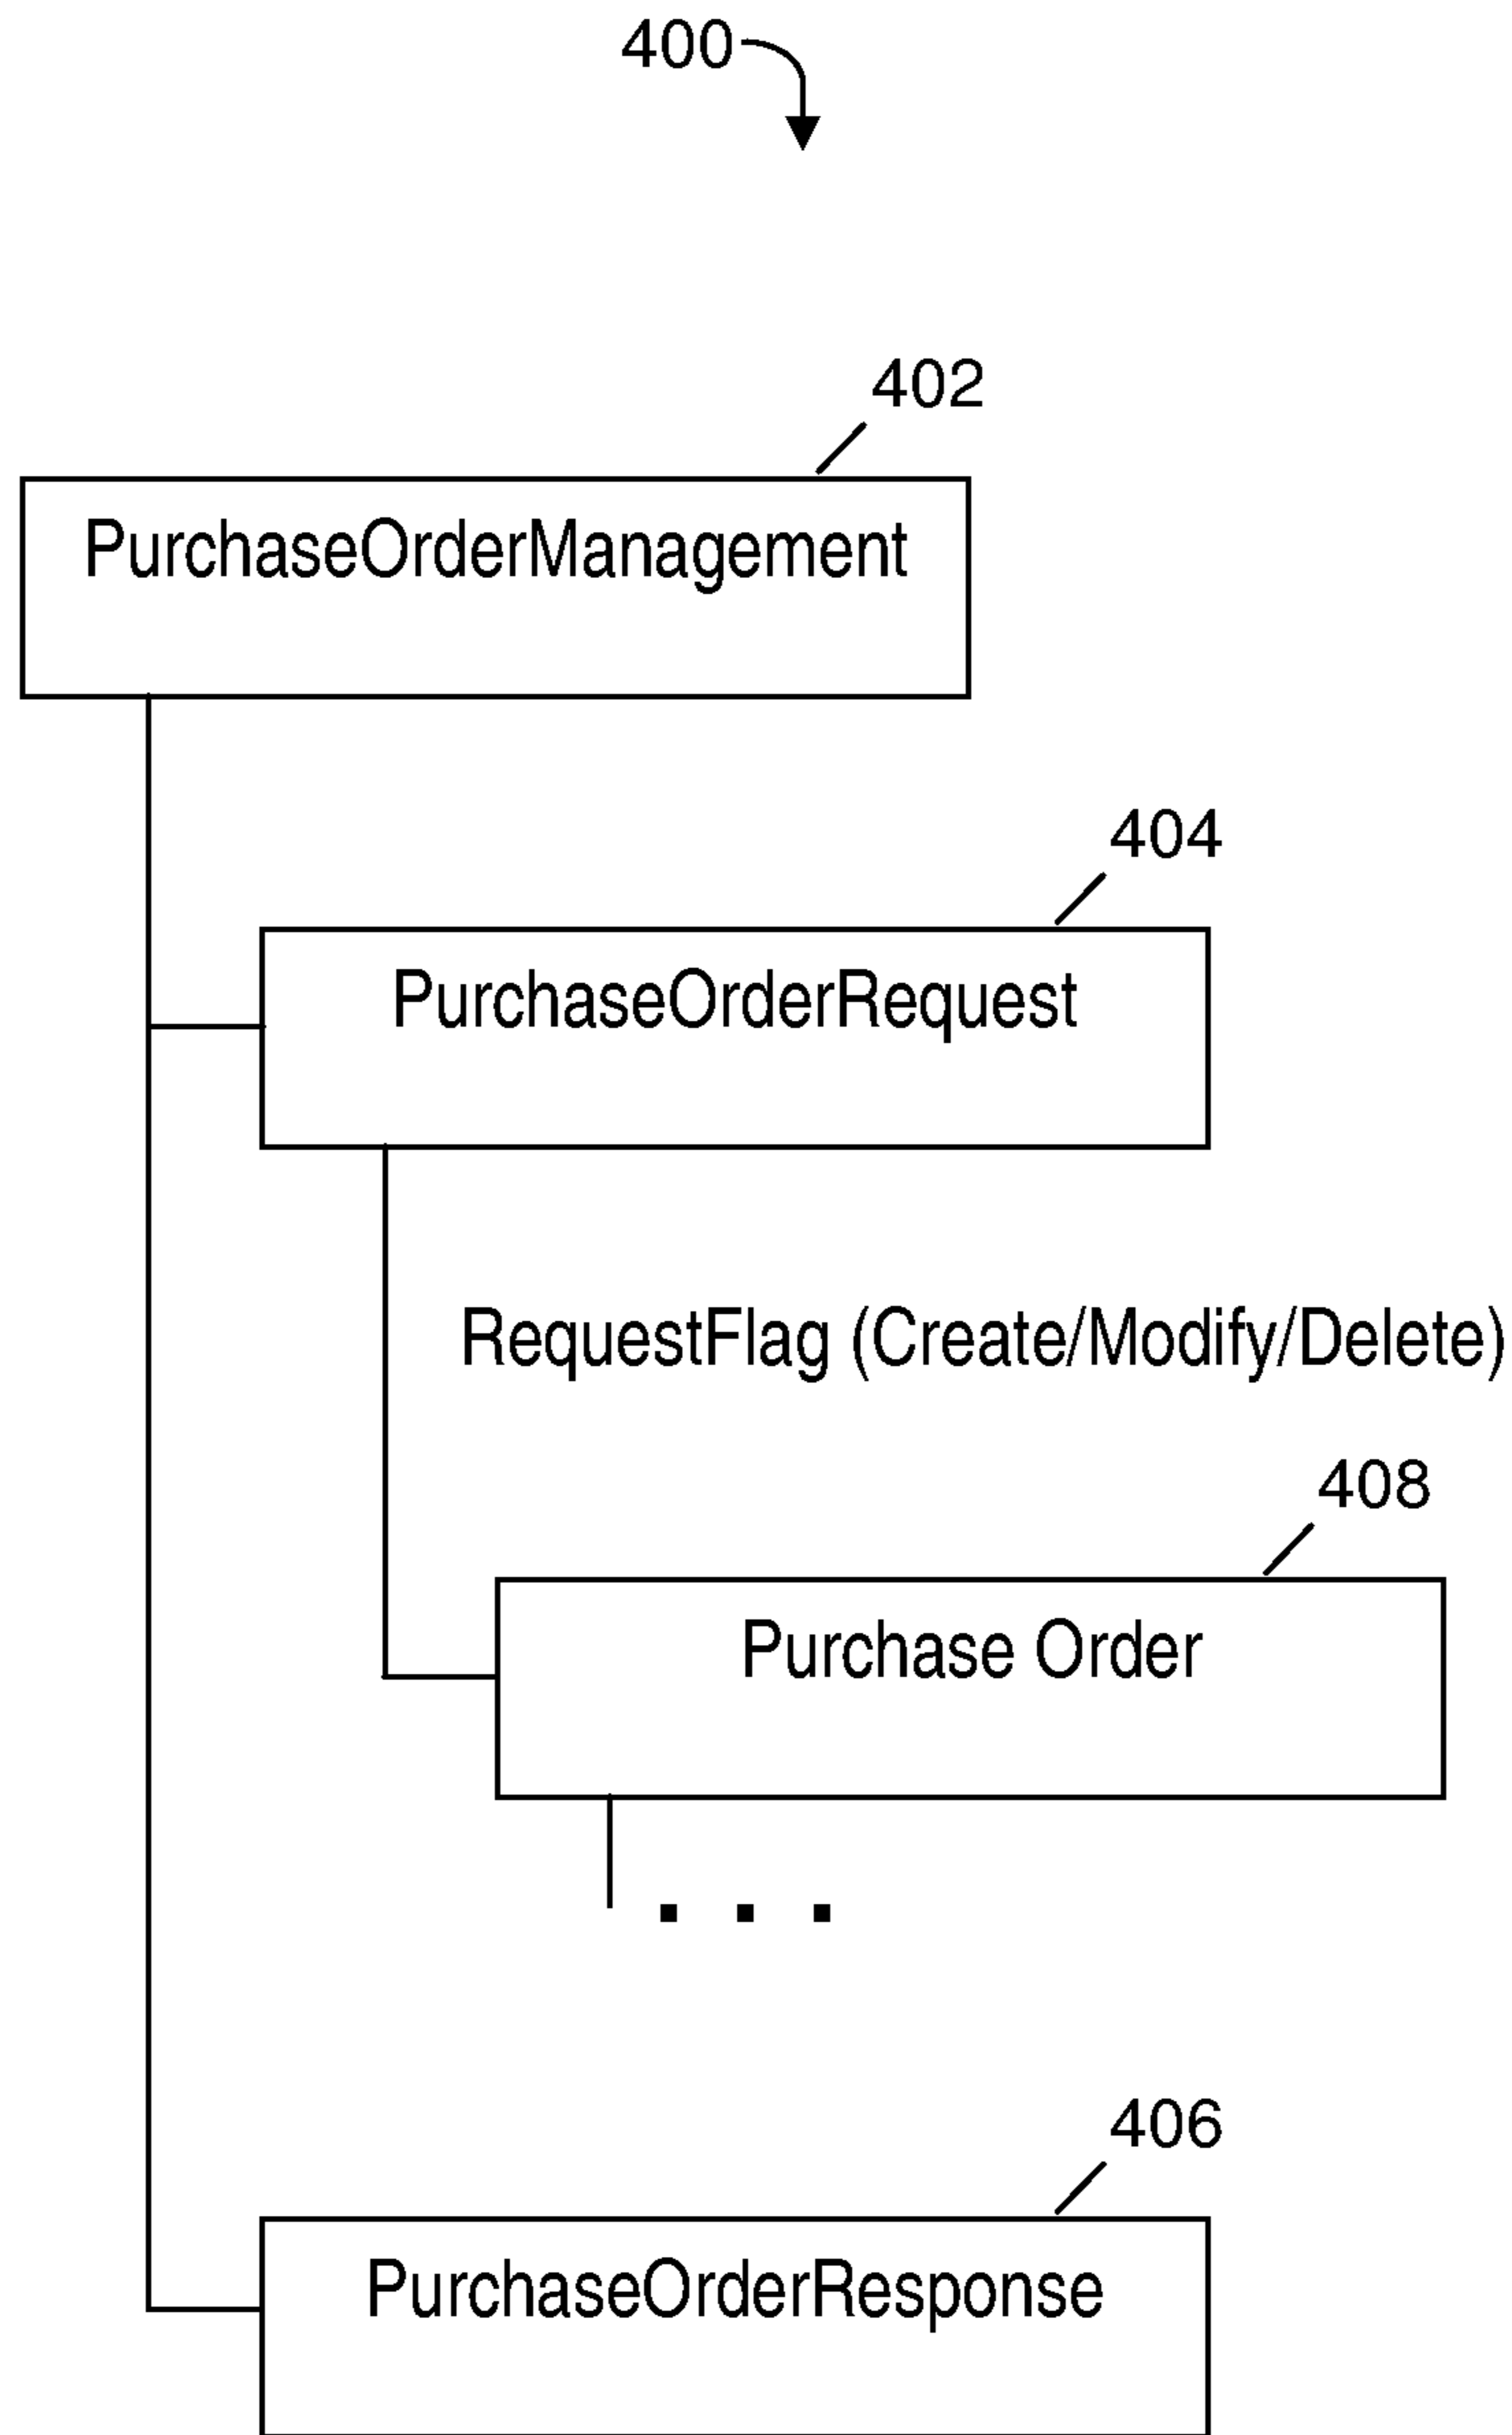 400
402
PurchaseOrderManagement
404
PurchaseOrderRequest
RequestFlag (Create/Modify/Delete)
408
Purchase Order
. . .
406
PurchaseOrderResponse